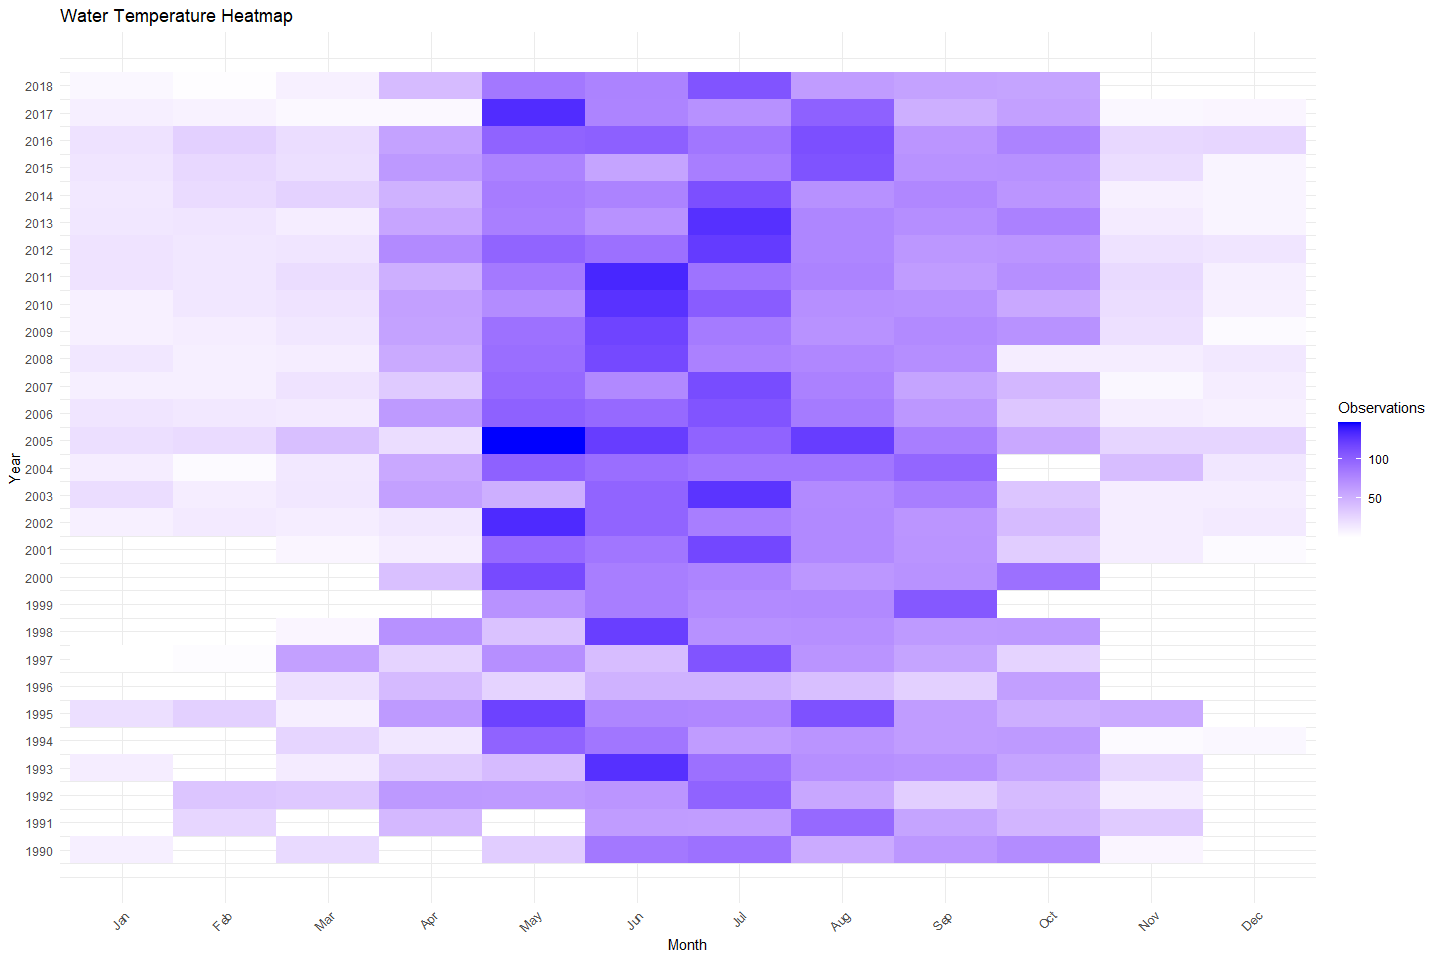 Water Temperature Heatmap
2018
2017
2016
2015
2014
2013
2012
2011
2010
2009
2008
2007
2006
2005
2004
2003
2002
2001
2000
1999
1998
1997
1996
1995
1994
1993
1992
1991
1990
Year
Jan
Feb
Mar
Apr
May
Jun
Jul
Aug
Sep
Oct
Nov
Dec
Month
Observations
100
50